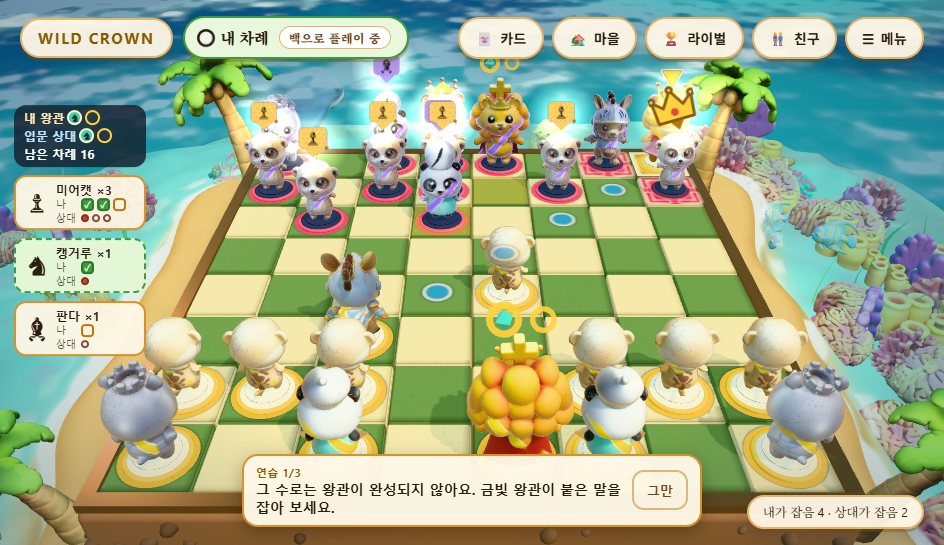 WILD CROWN
내 차례
백으로 플레이 중
카드
마을
라이벌
친구
메뉴
내 왕관
입문 상대
남은 차례 16
미어캣 ×3
나
상대
캥거루 ×1
나
상대
판다 ×1
나
상대
연습 1/3
그 수로는 왕관이 완성되지 않아요. 금빛 왕관이 붙은 말을
잡아 보세요.
그만
내가 잡음 4 · 상대가 잡음 2